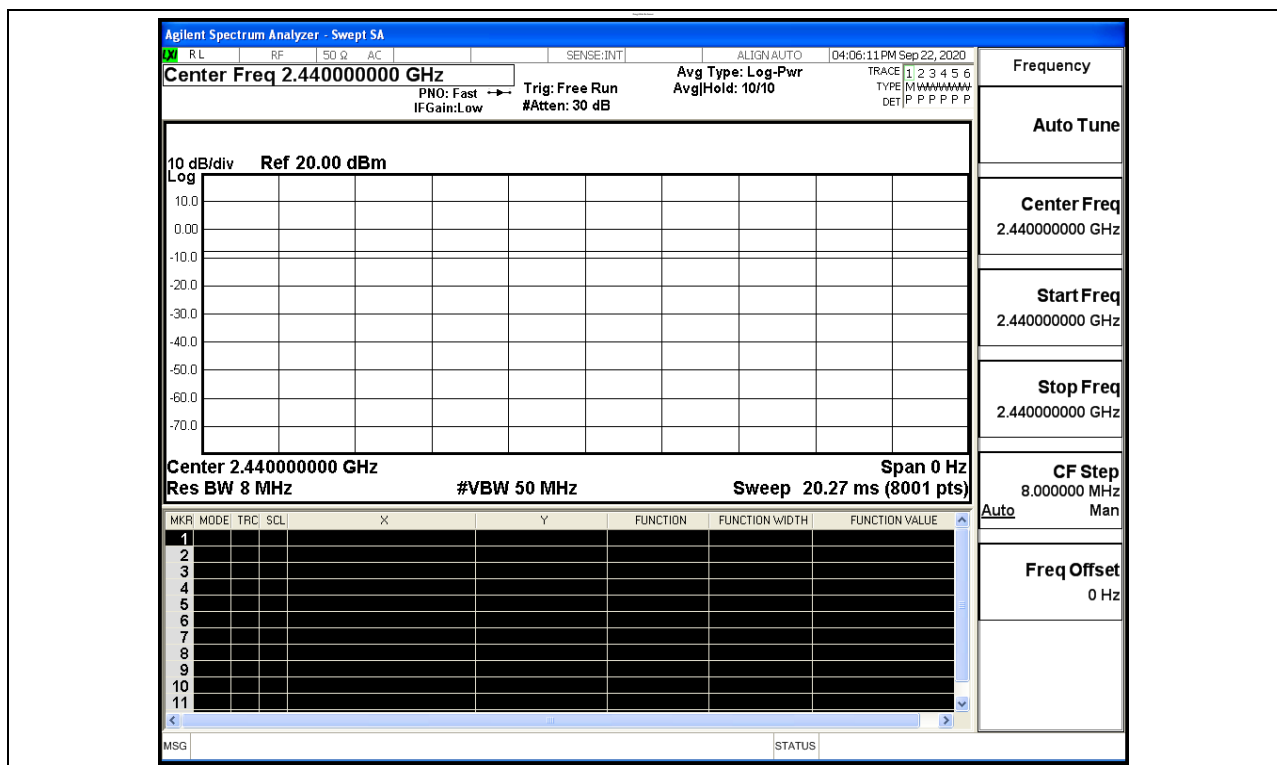 Agilent Spectrum Analyzer - Swept SA
LXI RL RF 50 Ω AC SENSE:INT ALIGN AUTO 04:06:11 PM Sep 22, 2020
Center Freq 2.440000000 GHz
PNO: Fast
IFGain:Low
Trig: Free Run
#Atten: 30 dB
Avg Type: Log-Pwr
Avg|Hold: 10/10
TRACE 1 2 3 4 5 6
TYPE M W W W W W
DET P P P P P P
10 dB/div Ref 20.00 dBm
Log
10.0
0.00
-10.0
-20.0
-30.0
-40.0
-50.0
-60.0
-70.0
Center 2.440000000 GHz Span 0 Hz
Res BW 8 MHz #VBW 50 MHz Sweep 20.27 ms (8001 pts)
MKR MODE TRC SCL X Y FUNCTION FUNCTION WIDTH FUNCTION VALUE
1
2
3
4
5
6
7
8
9
10
11
MSG STATUS
Frequency
Auto Tune
Center Freq
2.440000000 GHz
Start Freq
2.440000000 GHz
Stop Freq
2.440000000 GHz
CF Step
8.000000 MHz
Auto Man
Freq Offset
0 Hz